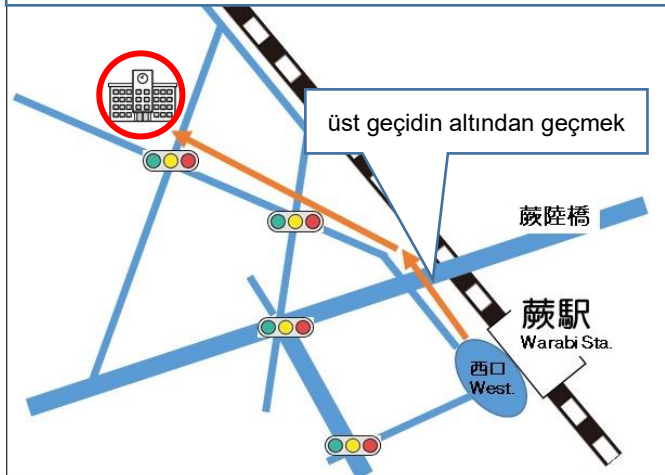 üst geçidin altından geçmek
蕨陸橋
蕨駅
Warabi Sta.
西口
West.